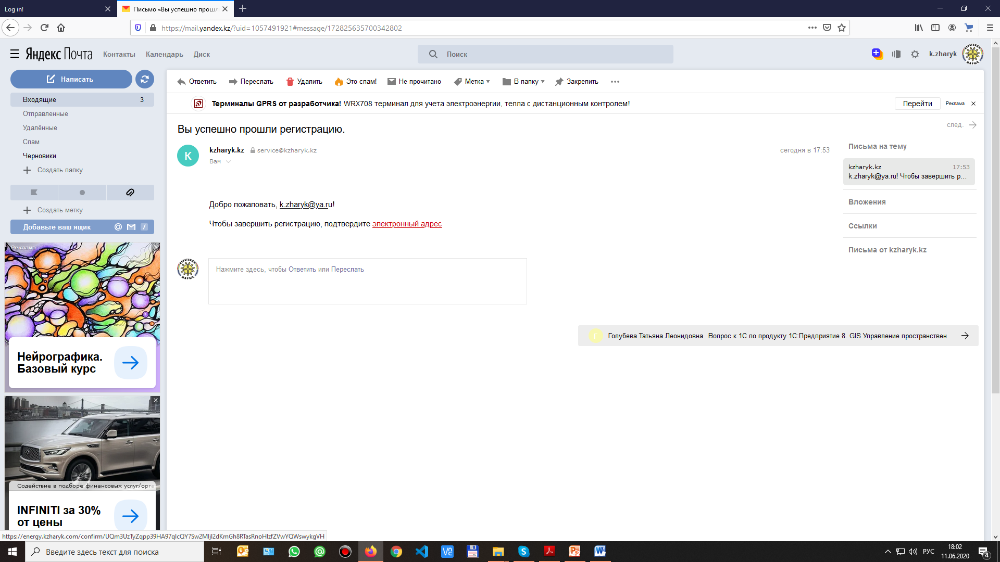 Log in!
Письмо «Вы успешно прошл
https://mail.yandex.kz/?uid=1057491921#message/172825635700342802
Яндекс Почта
Контакты
Календарь
Диск
Поиск
k.zharyk
Написать
Ответить
Переслать
Удалить
Это спам!
Не прочитано
Метка
В папку
Закрепить
Входящие 3
Отправленные
Удалённые
Спам
Черновики
Создать папку
Создать метку
Добавьте ваш ящик
Терминалы GPRS от разработчика! WRX708 терминал для учета электроэнергии, тепла с дистанционным контролем!
Перейти
Реклама
Вы успешно прошли регистрацию.
след.
K
kzharyk.kz service@kzharyk.kz
сегодня в 17:53
Вам
Добро пожаловать, k.zharyk@ya.ru!
Чтобы завершить регистрацию, подтвердите электронный адрес
Нажмите здесь, чтобы Ответить или Переслать
Письма на тему
kzharyk.kz 17:53
k.zharyk@ya.ru! Чтобы завершить р...
Вложения
Ссылки
Письма от kzharyk.kz
Г Голубева Татьяна Леонидовна Вопрос к 1С по продукту 1С:Предприятие 8. GIS Управление пространствен
Реклама
Нейрографика.
Базовый курс
Содействие в подборе финансовых услуг/орга
INFINITI за 30%
от цены
https://energy.kzharyk.com/confirm/UQm3UzTyZqpp39HA97qIcQY7Sw2MIjl2dKmGh8RTasRnoHIzfZVwYQWswykgVH
Введите здесь текст для поиска
РУС
18:02
11.06.2020
4